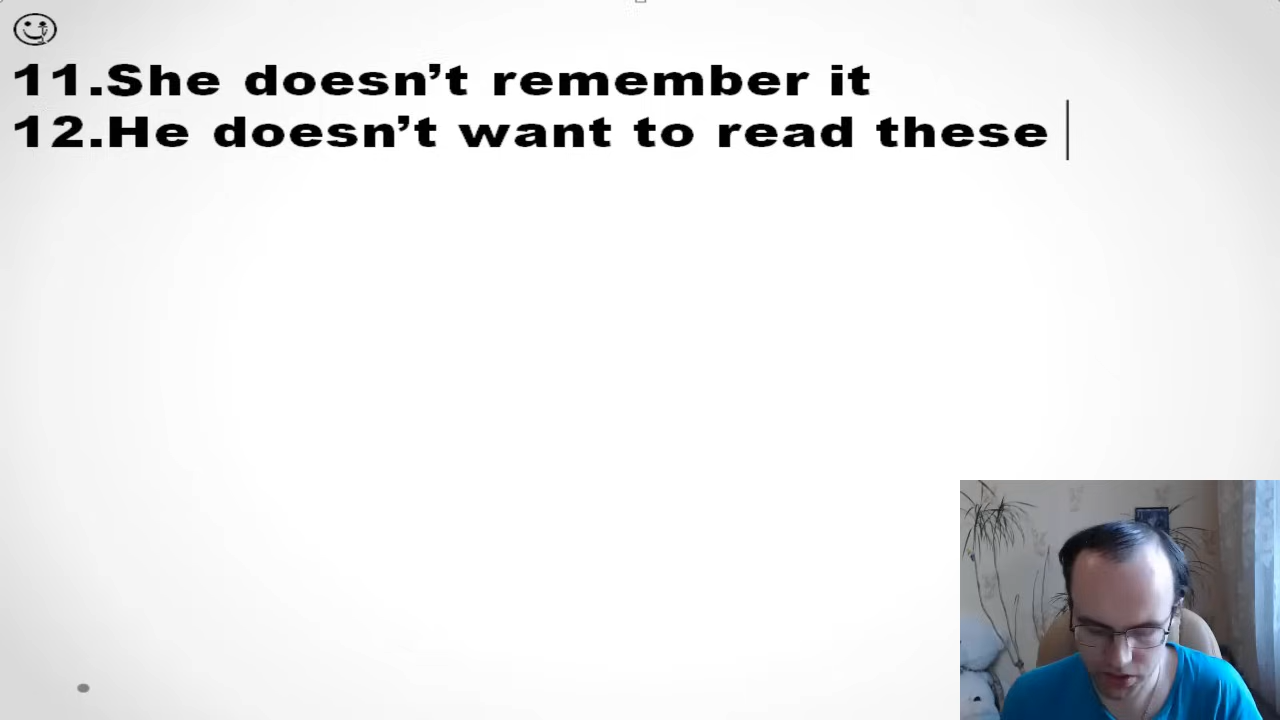 11.She doesn’t remember it
12.He doesn’t want to read these